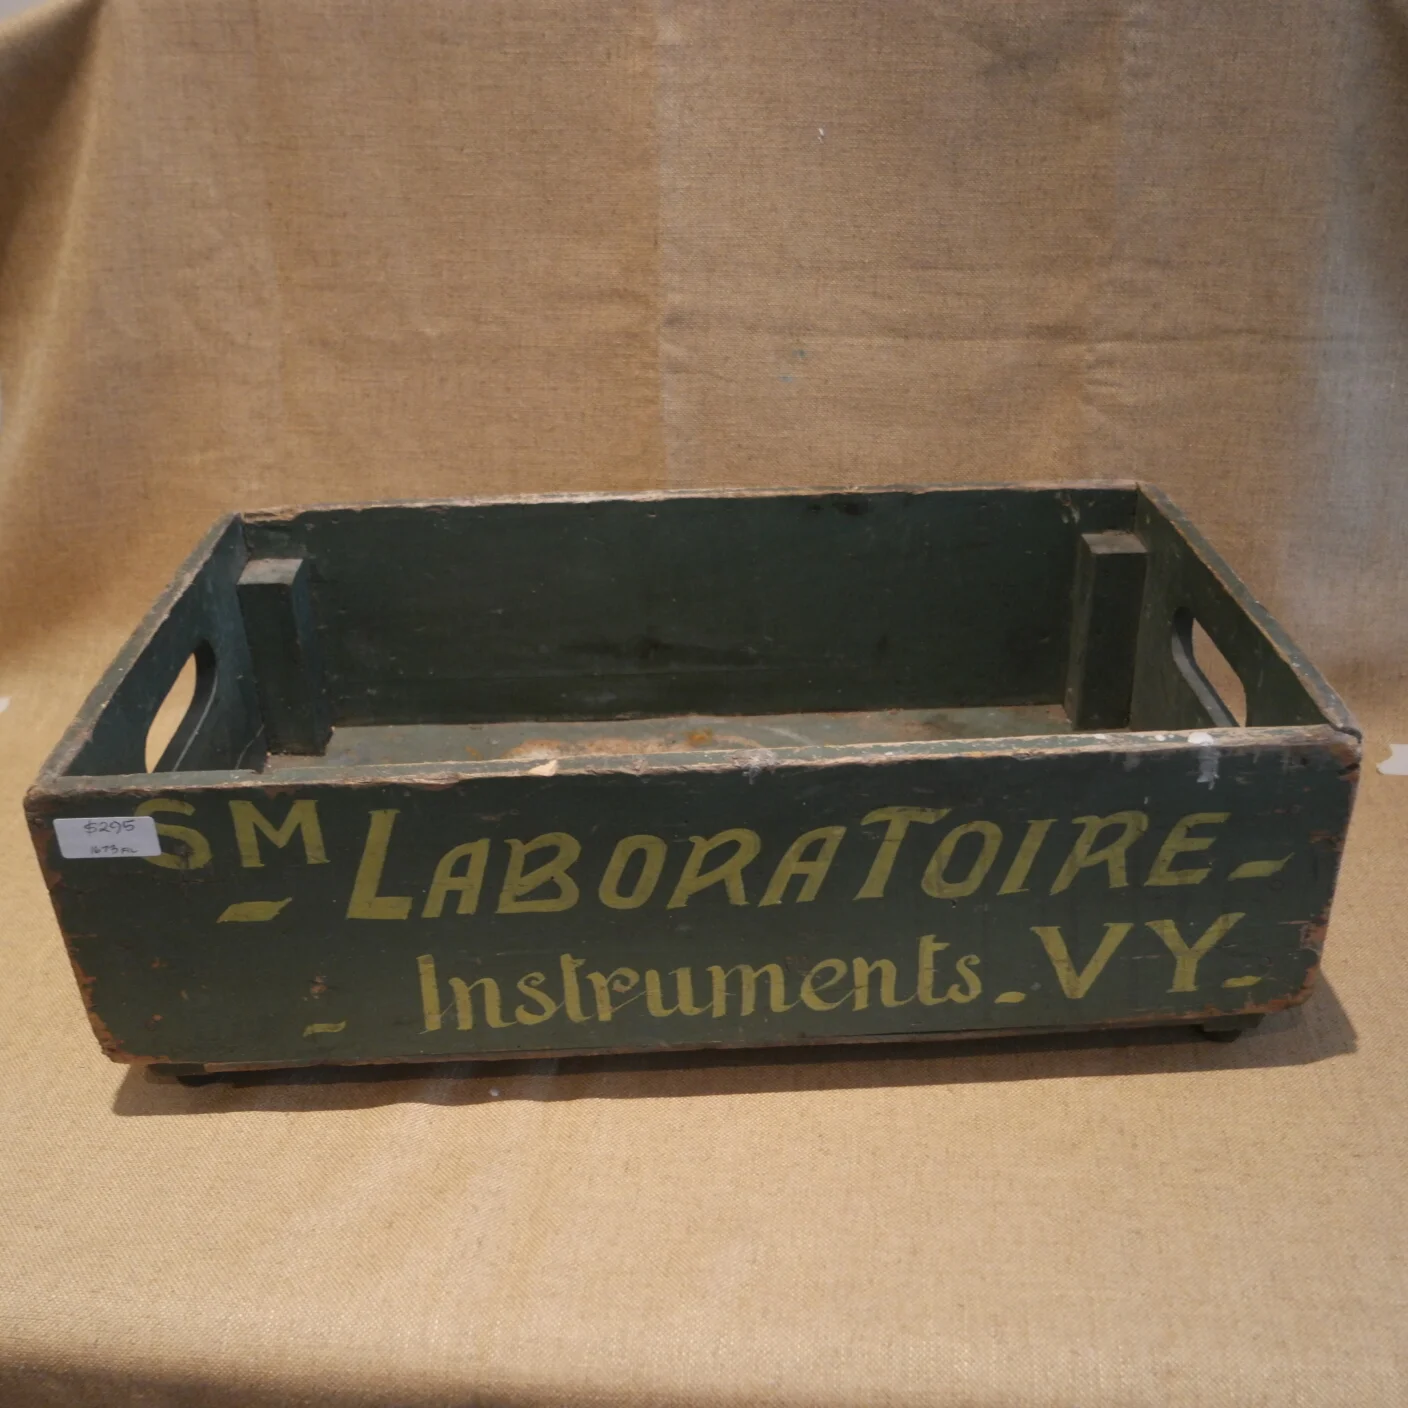 $295
SM LABORATOIRE -
-
- Instruments - VY -